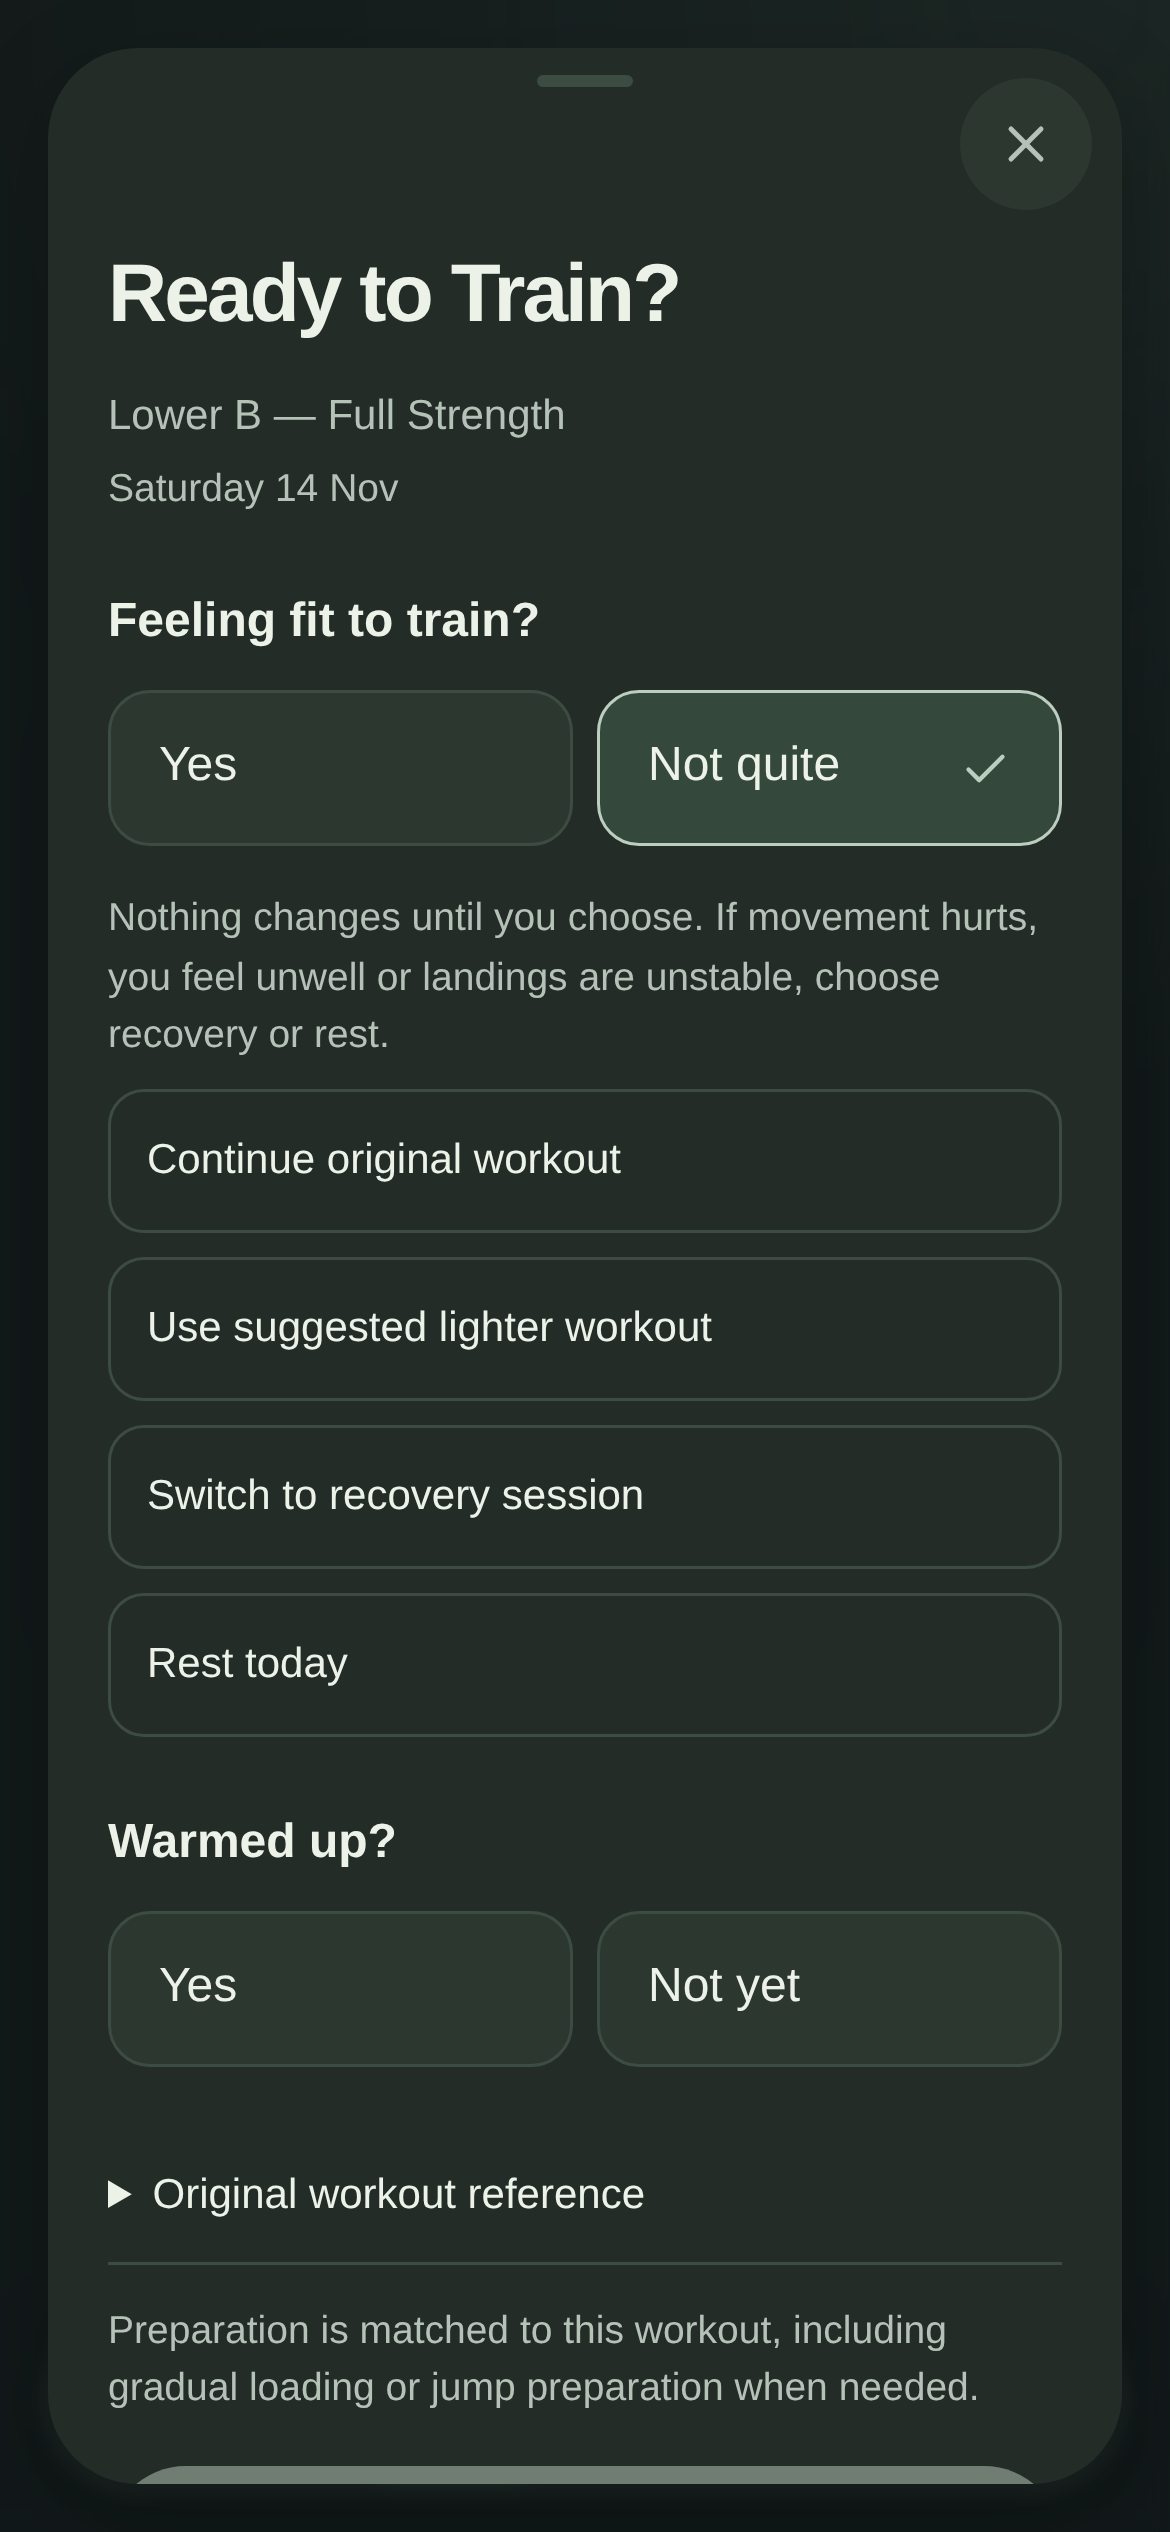 Ready to Train?
Lower B — Full Strength
Saturday 14 Nov
Feeling fit to train?
Yes
Not quite
Nothing changes until you choose. If movement hurts,
you feel unwell or landings are unstable, choose
recovery or rest.
Continue original workout
Use suggested lighter workout
Switch to recovery session
Rest today
Warmed up?
Yes
Not yet
Original workout reference
Preparation is matched to this workout, including
gradual loading or jump preparation when needed.